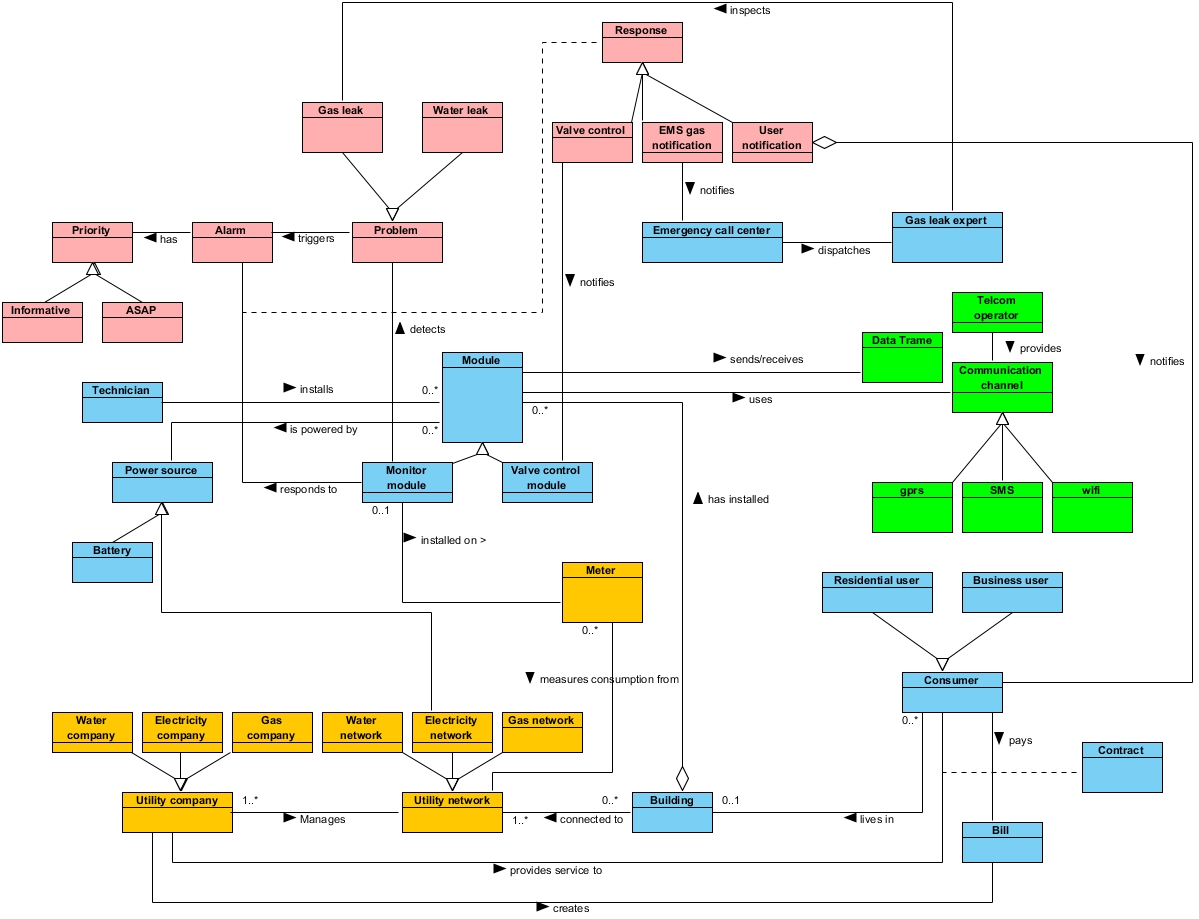 inspects
Response
Gas leak
Water leak
Valve control
EMS gas
notification
User
notification
notifies
Priority
has
Alarm
triggers
Problem
Emergency call center
dispatches
Gas leak expert
Informative
ASAP
notifies
detects
Telcom
operator
provides
Data Trame
sends/receives
Communication
channel
notifies
Module
Technician
installs
0..*
uses
0..*
is powered by
0..*
Power source
Monitor
module
Valve control
module
responds to
0..1
has installed
gprs
SMS
wifi
installed on >
Battery
Meter
0..*
Residential user
Business user
measures consumption from
Consumer
0..*
Water
company
Electricity
company
Gas
company
Water
network
Electricity
network
Gas network
pays
Contract
Utility company
1..*
Manages
Utility network
1..*
0..*
connected to
Building
0..1
lives in
Bill
provides service to
creates